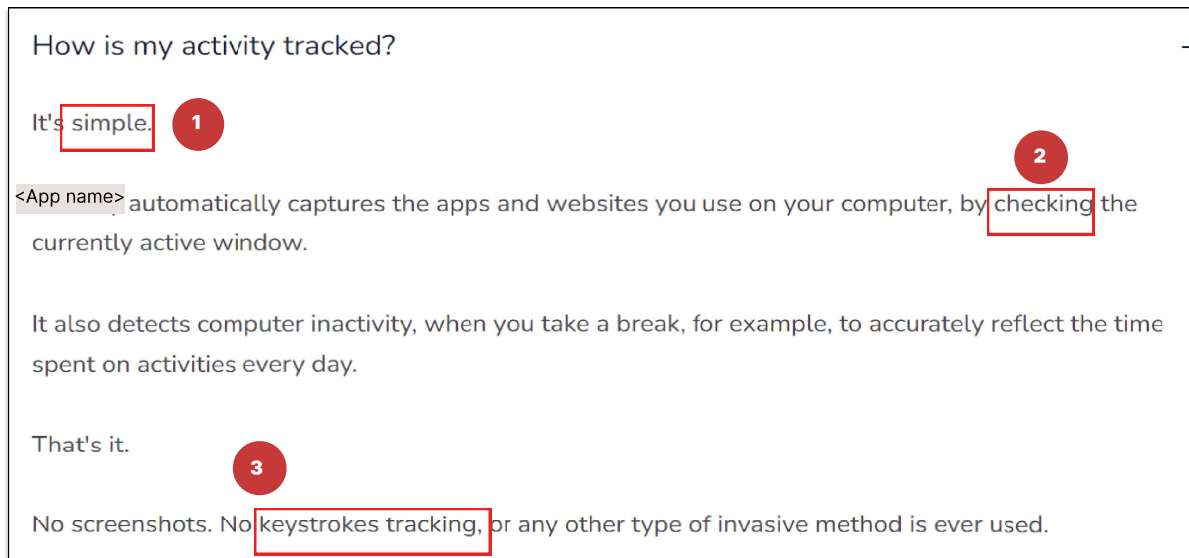 How is my activity tracked?
It's simple.
1
2
<App name> automatically captures the apps and websites you use on your computer, by checking the
currently active window.
It also detects computer inactivity, when you take a break, for example, to accurately reflect the time
spent on activities every day.
That's it.
3
No screenshots. No keystrokes tracking, or any other type of invasive method is ever used.